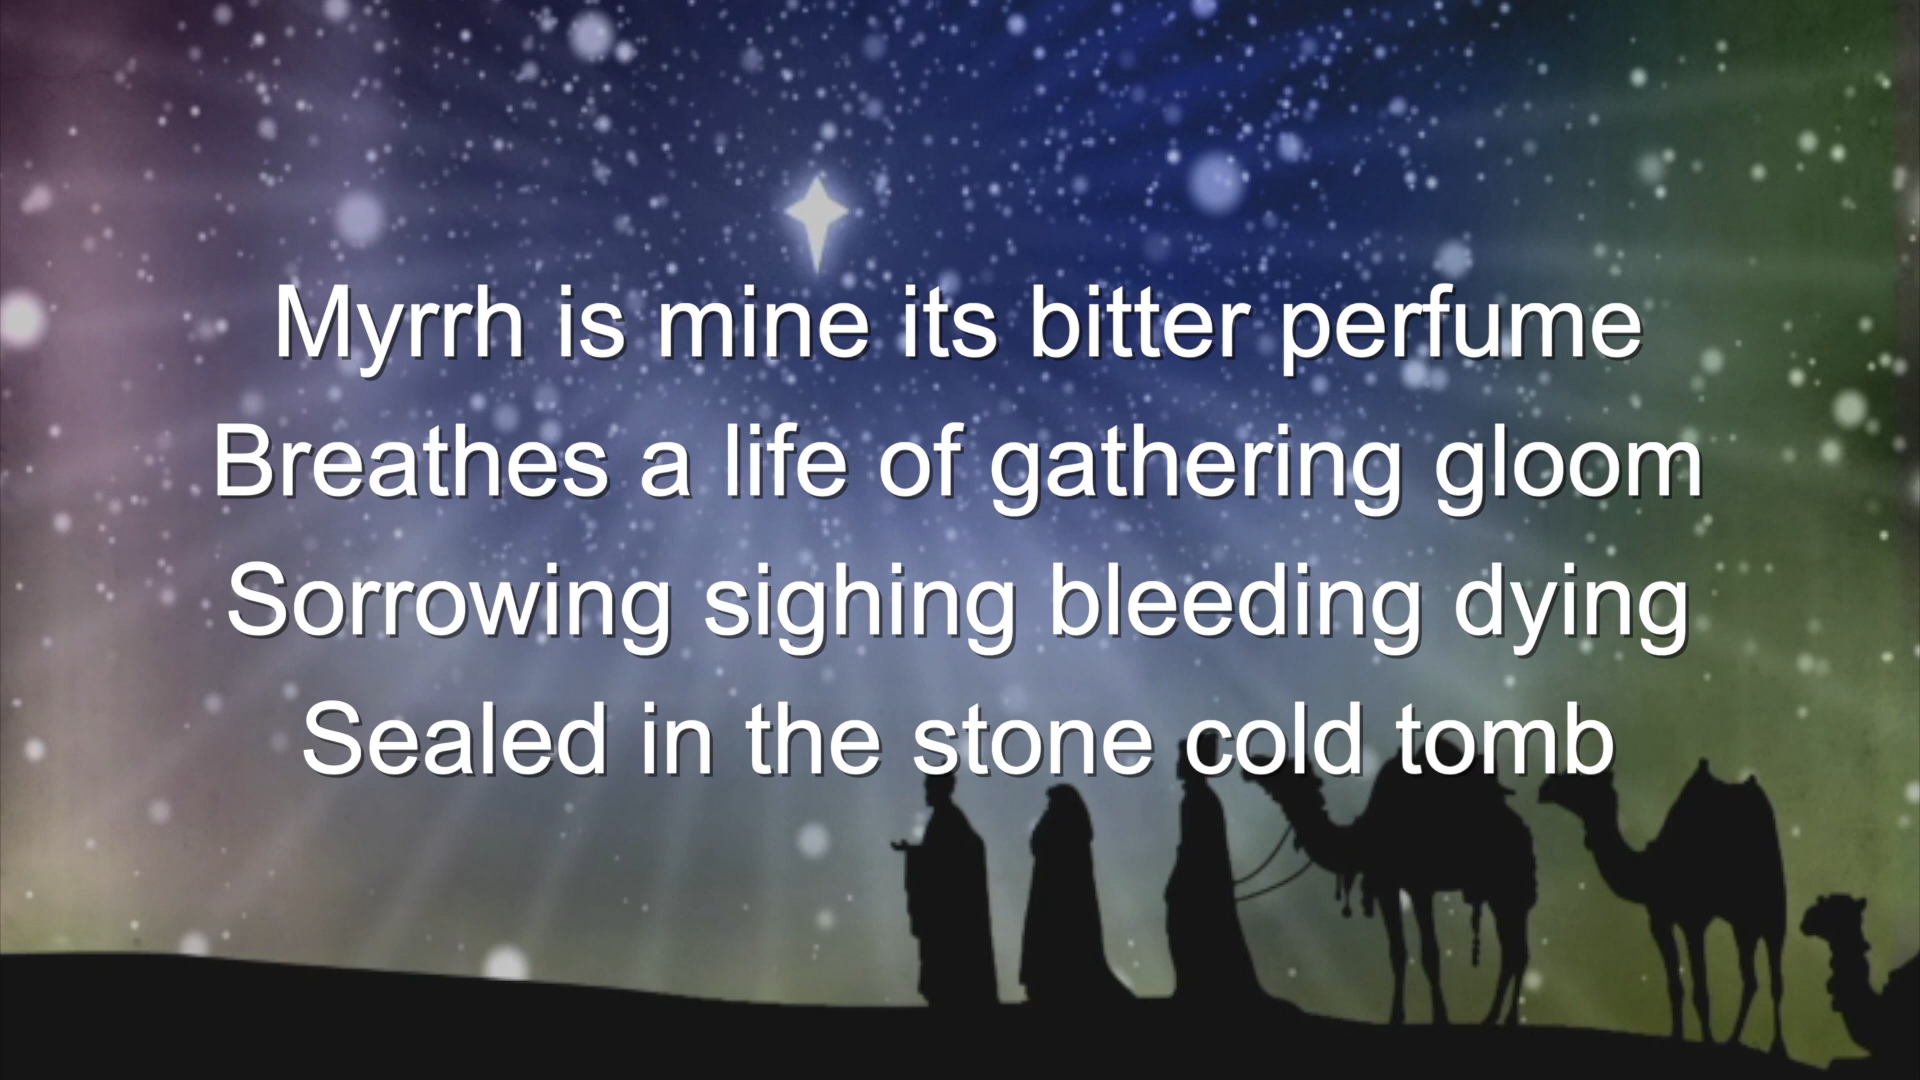 Myrrh is mine its bitter perfume
Breathes a life of gathering gloom
Sorrowing sighing bleeding dying
Sealed in the stone cold tomb